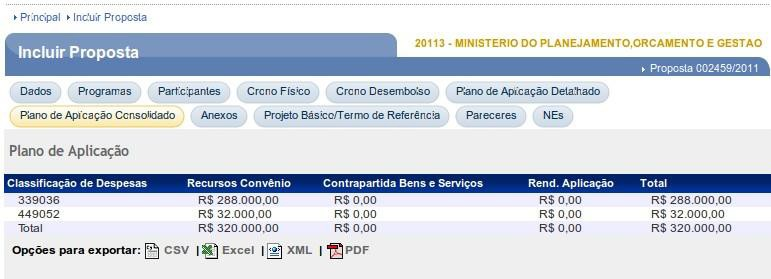 Principal Incluir Proposta
Incluir Proposta
20113 - MINISTERIO DO PLANEJAMENTO,ORCAMENTO E GESTAO
Proposta 002459/2011
Dados Programas Participantes Crono Físico Crono Desembolso Plano de Aplicação Detalhado
Plano de Aplicação Consolidado Anexos Projeto Básico/Termo de Referência Pareceres NEs
Plano de Aplicação
Classificação de Despesas Recursos Convênio Contrapartida Bens e Serviços Rend. Aplicação Total
339036 R$ 288.000,00 R$ 0,00 R$ 0,00 R$ 288.000,00
449052 R$ 32.000,00 R$ 0,00 R$ 0,00 R$ 32.000,00
Total R$ 320.000,00 R$ 0,00 R$ 0,00 R$ 320.000,00
Opções para exportar: CSV | Excel | XML | PDF